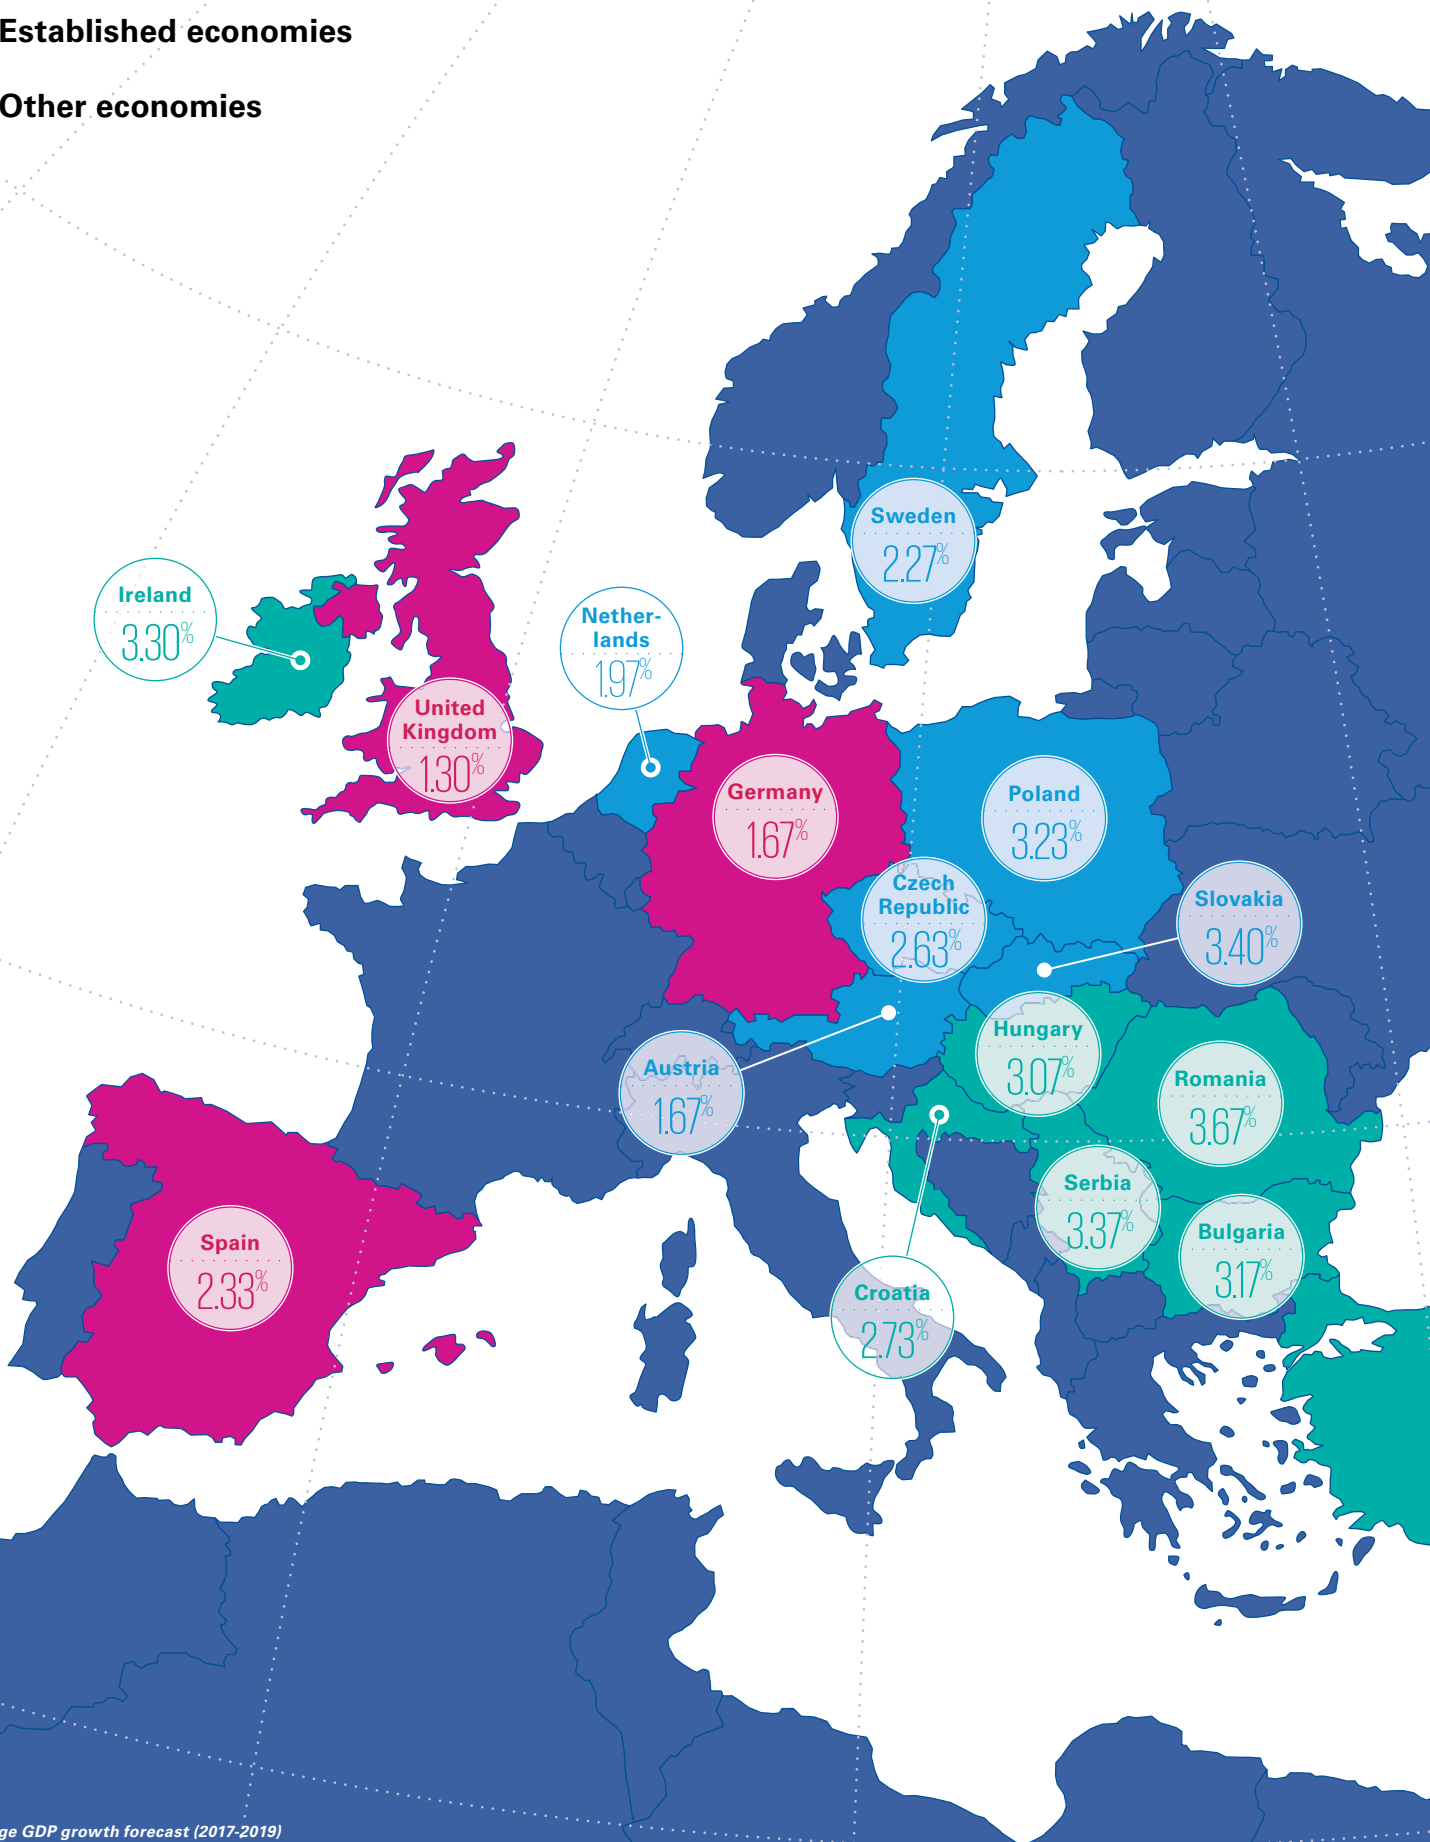 Established economies
Other economies
Sweden
2.27%
Ireland
3.30%
Nether-
lands
1.97%
United
Kingdom
1.30%
Germany
1.67%
Poland
3.23%
Czech
Republic
2.63%
Slovakia
3.40%
Hungary
3.07%
Austria
1.67%
Romania
3.67%
Serbia
3.37%
Bulgaria
3.17%
Spain
2.33%
Croatia
2.73%
ge GDP growth forecast (2017-2019)